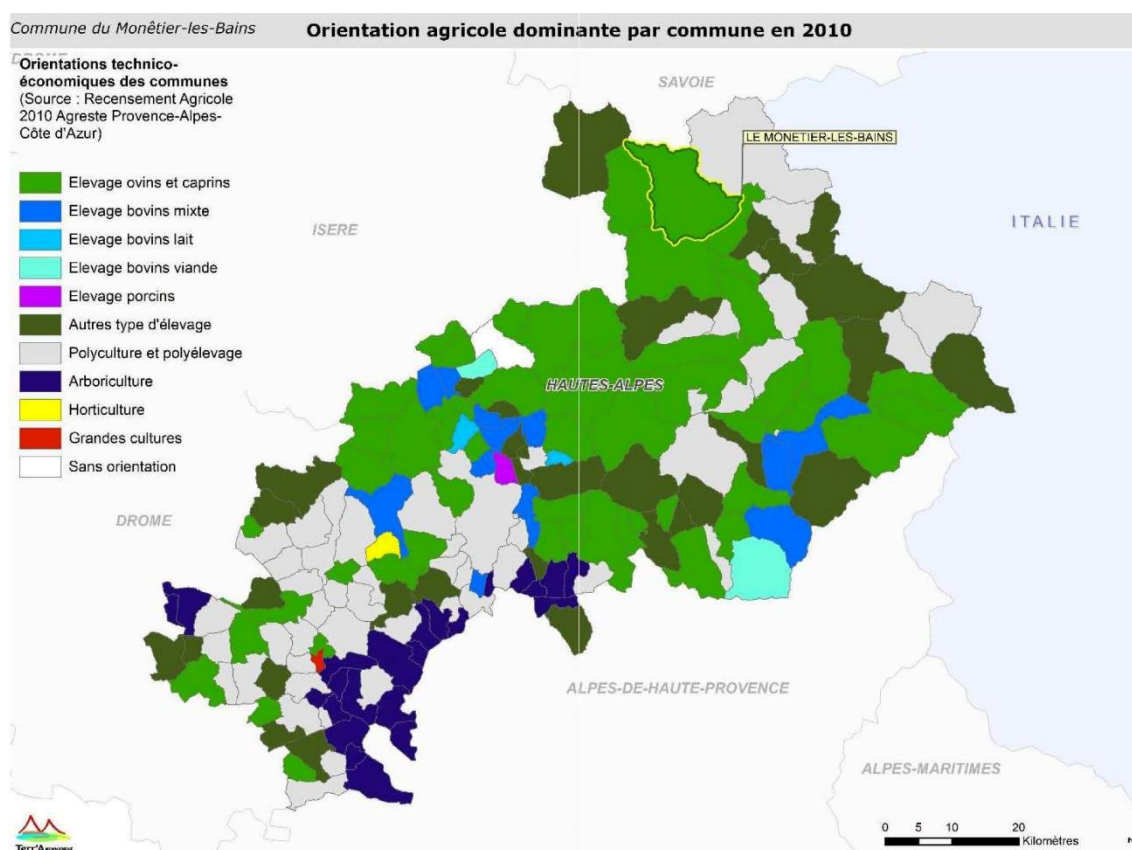 Commune du Monêtier-les-Bains
Orientation agricole dominante par commune en 2010
Orientations technico-
économiques des communes
(Source : Recensement Agricole
2010 Agreste Provence-Alpes-
Côte d'Azur)
Elevage ovins et caprins
Elevage bovins mixte
Elevage bovins lait
Elevage bovins viande
Elevage porcins
Autres type d'élevage
Polyculture et polyélevage
Arboriculture
Horticulture
Grandes cultures
Sans orientation
SAVOIE
LE MONETIER-LES-BAINS
ISERE
ITALIE
HAUTES-ALPES
DROME
ALPES-DE-HAUTE-PROVENCE
ALPES-MARITIMES
0 5 10 20
Kilomètres